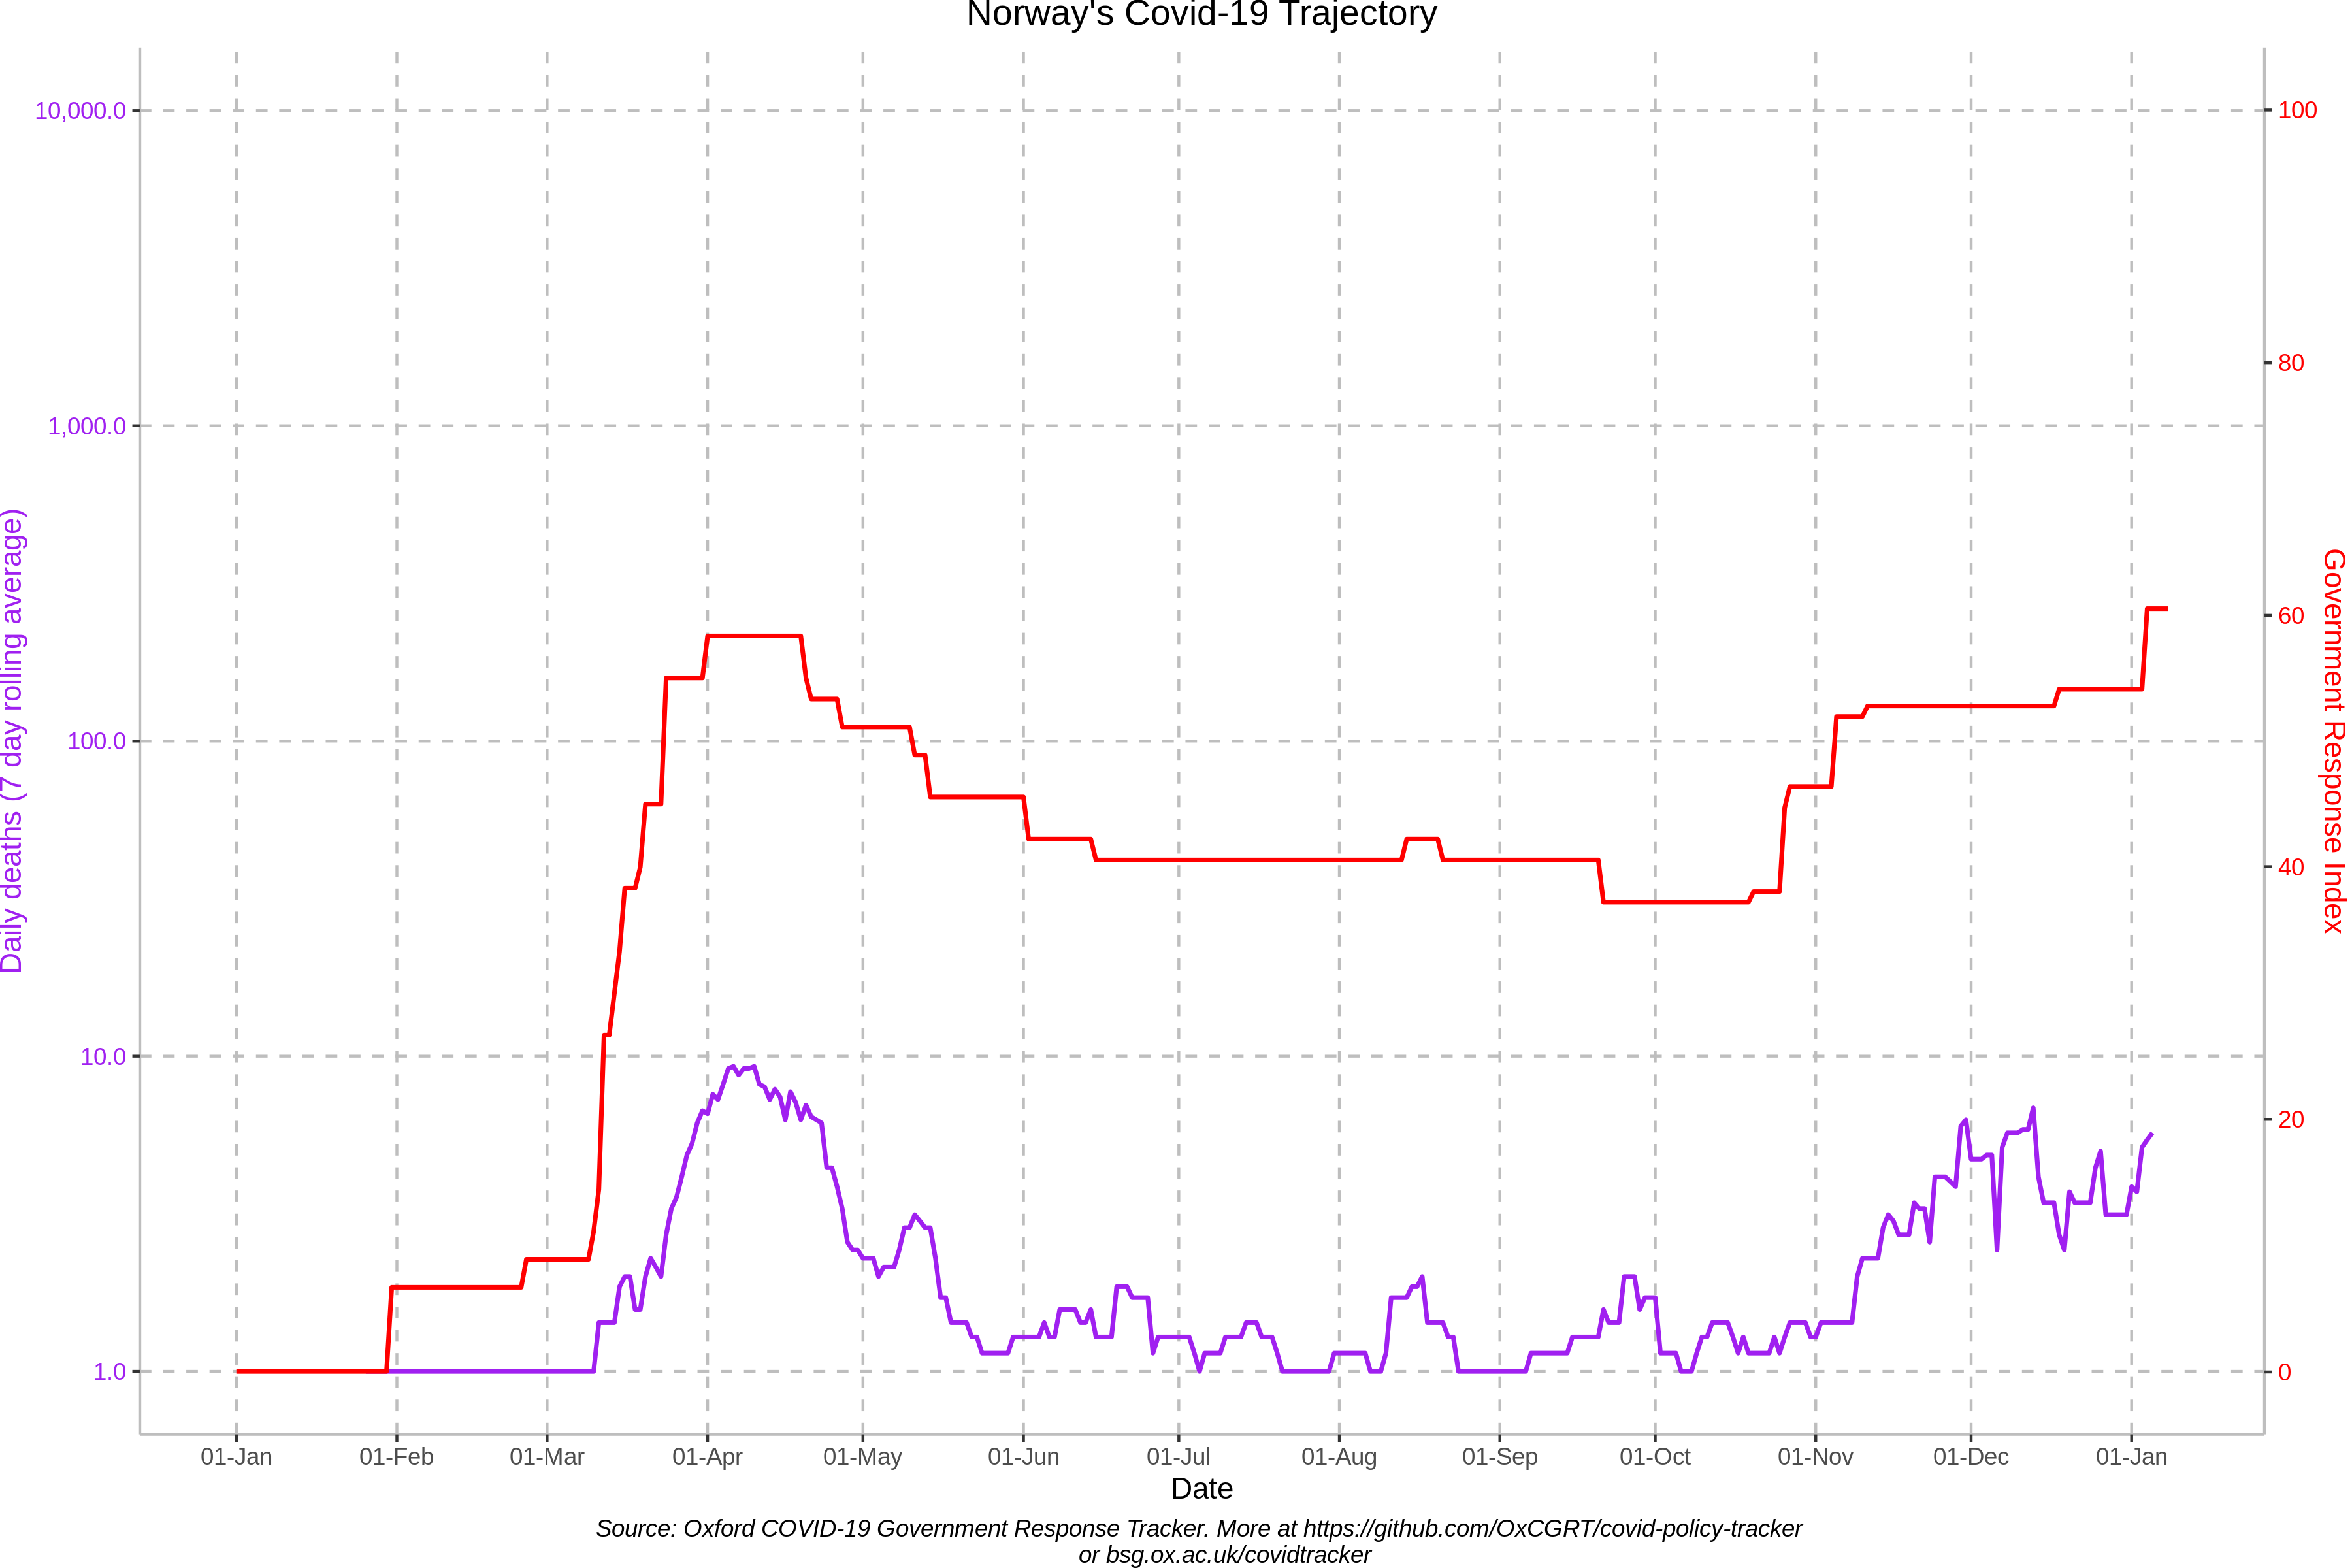 Norway's Covid-19 Trajectory
10,000.0
1,000.0
100.0
10.0
1.0
Daily deaths (7 day rolling average)
100
80
60
40
20
0
Government Response Index
01-Jan
01-Feb
01-Mar
01-Apr
01-May
01-Jun
01-Jul
01-Aug
01-Sep
01-Oct
01-Nov
01-Dec
01-Jan
Date
Source: Oxford COVID-19 Government Response Tracker. More at https://github.com/OxCGRT/covid-policy-tracker
or bsg.ox.ac.uk/covidtracker